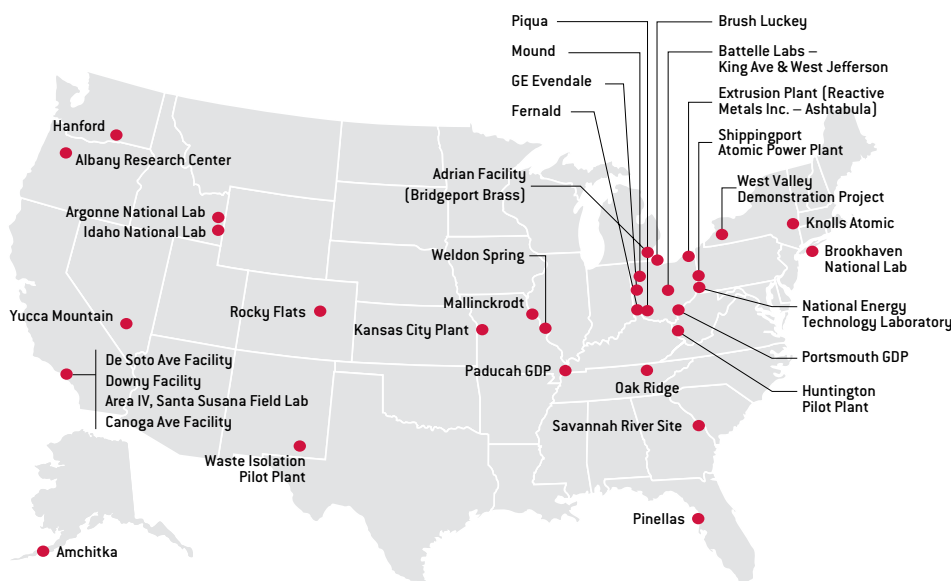 Piqua
Mound
GE Evendale
Fernald
Brush Luckey
Battelle Labs –
King Ave & West Jefferson
Extrusion Plant (Reactive
Metals Inc. – Ashtabula)
Shippingport
Atomic Power Plant
Hanford
Albany Research Center
Adrian Facility
(Bridgeport Brass)
West Valley
Demonstration Project
Argonne National Lab
Idaho National Lab
Knolls Atomic
Brookhaven
National Lab
Weldon Spring
Mallinckrodt
Kansas City Plant
Rocky Flats
Yucca Mountain
National Energy
Technology Laboratory
De Soto Ave Facility
Downy Facility
Area IV, Santa Susana Field Lab
Canoga Ave Facility
Paducah GDP
Oak Ridge
Portsmouth GDP
Huntington
Pilot Plant
Savannah River Site
Waste Isolation
Pilot Plant
Pinellas
Amchitka